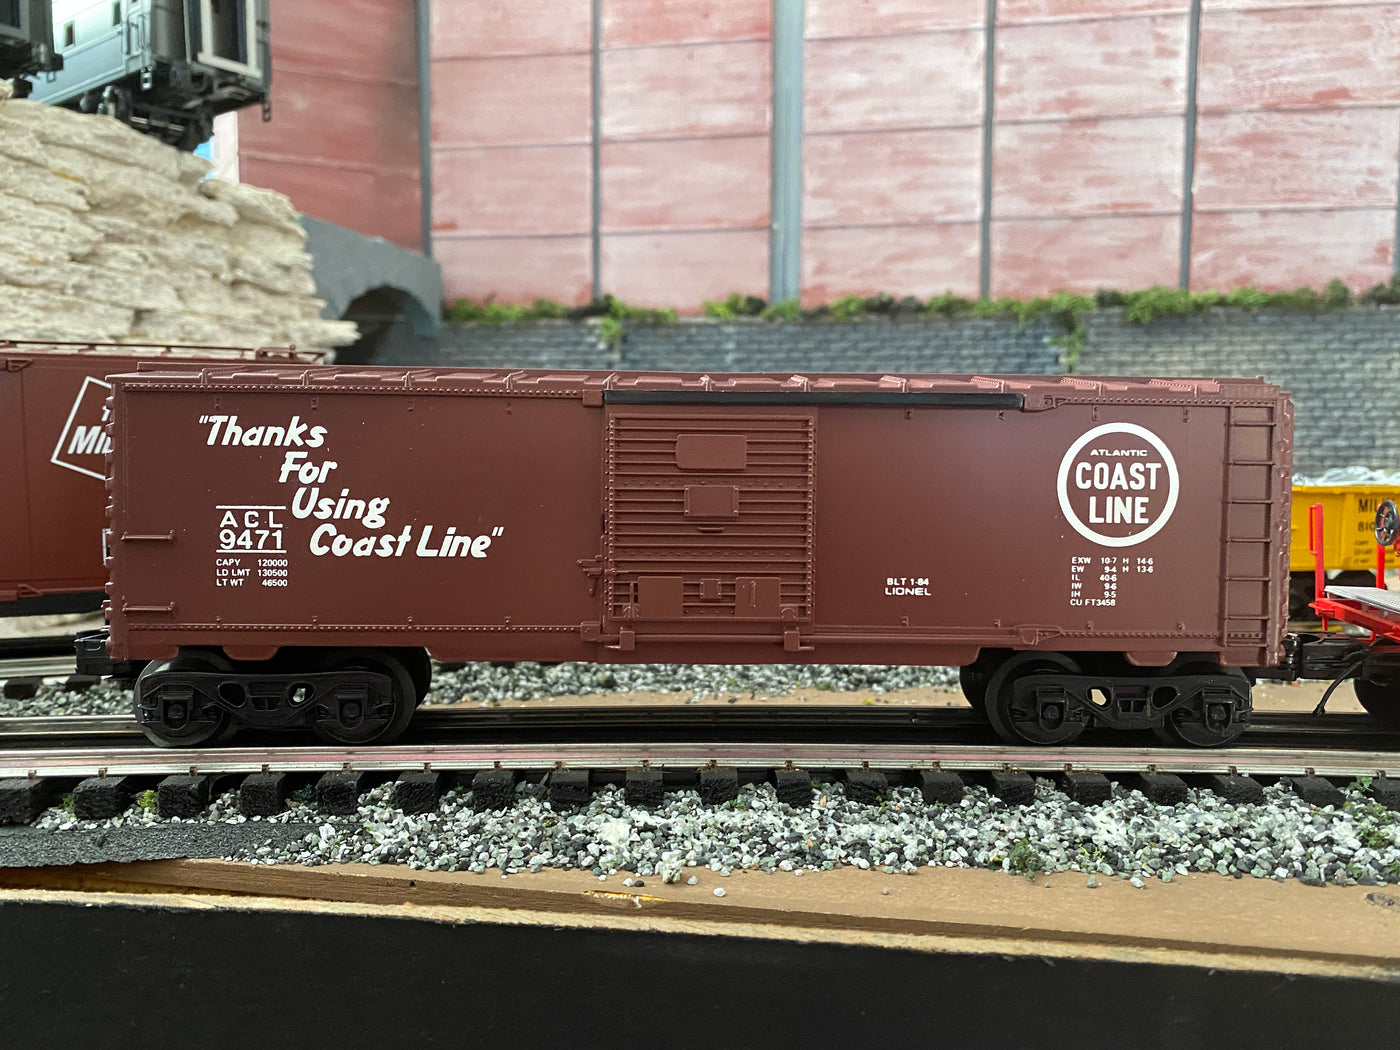 "Thanks
For
Using
Coast Line"
ACL
9471
CAPY 120000
LD LMT 130500
LT WT 46500
BLT 1-84
LIONEL
ATLANTIC
COAST
LINE
EXW 10-7 H 14-6
EW 9-4 H 13-6
IL 40-6
IW 9-6
IH 9-5
CU FT 3458